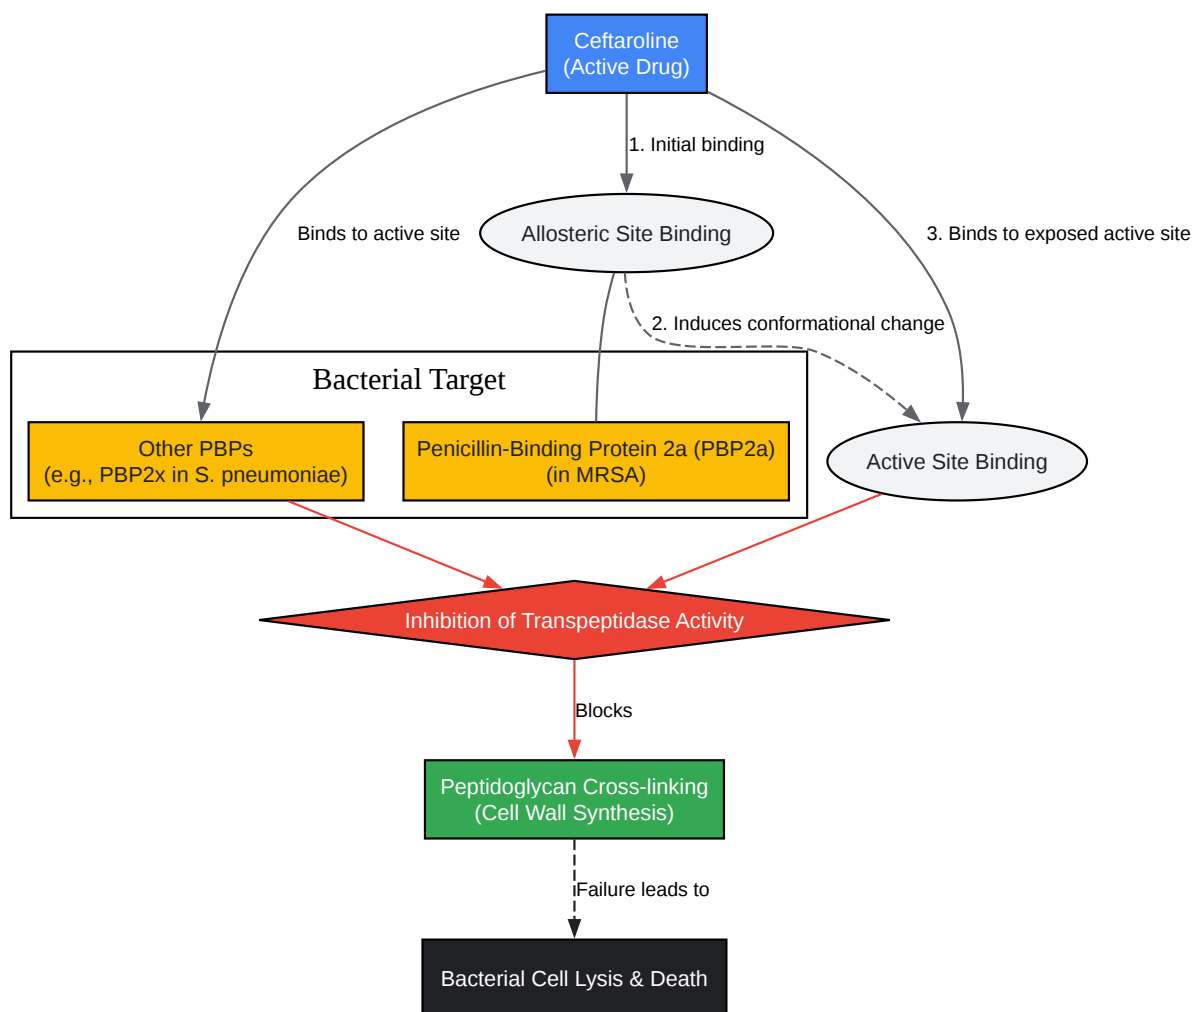 Ceftaroline
(Active Drug)
1. Initial binding
Binds to active site
Allosteric Site Binding
3. Binds to exposed active site
2. Induces conformational change
Bacterial Target
Other PBPs
(e.g., PBP2x in S. pneumoniae)
Penicillin-Binding Protein 2a (PBP2a)
(in MRSA)
Active Site Binding
Inhibition of Transpeptidase Activity
Blocks
Peptidoglycan Cross-linking
(Cell Wall Synthesis)
Failure leads to
Bacterial Cell Lysis & Death